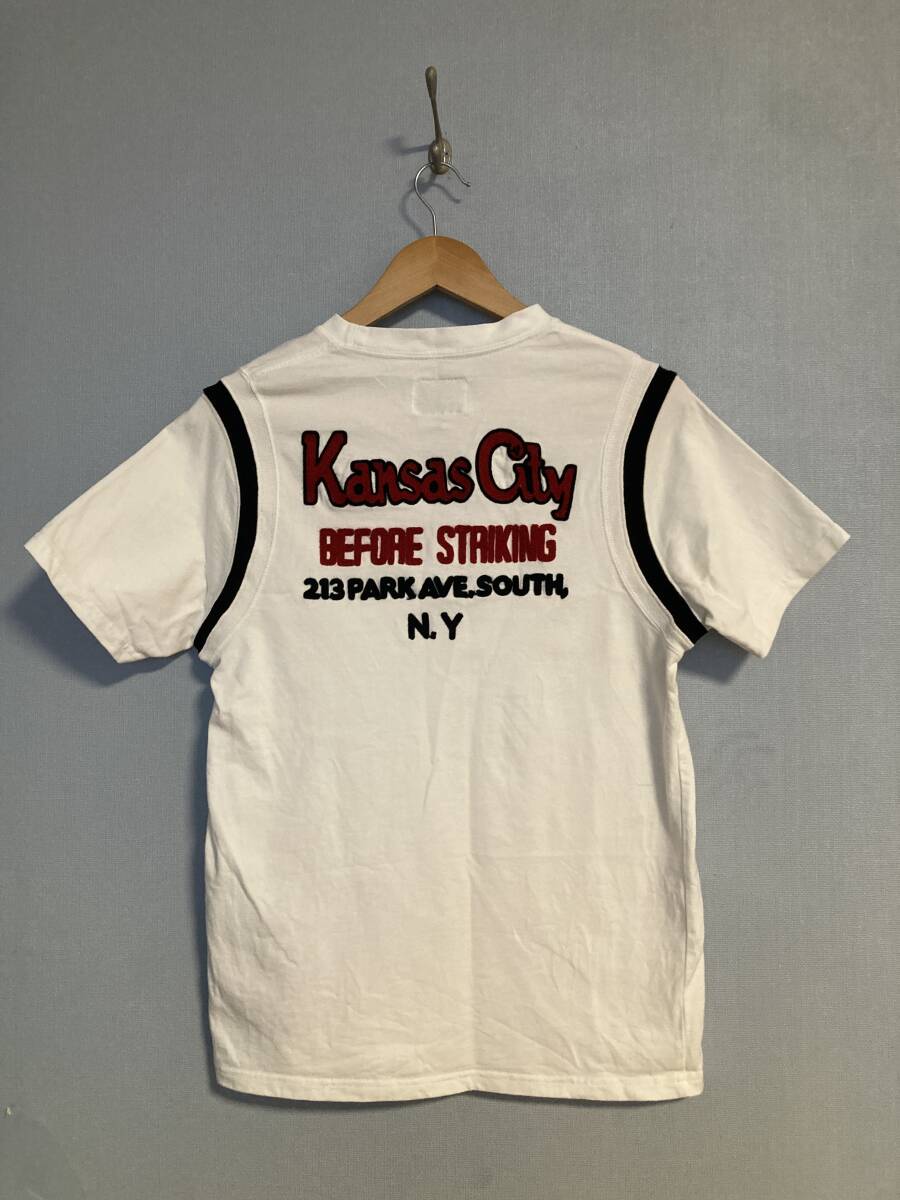 Kansas City
BEFORE STRIKING
213 PARK AVE. SOUTH,
N.Y